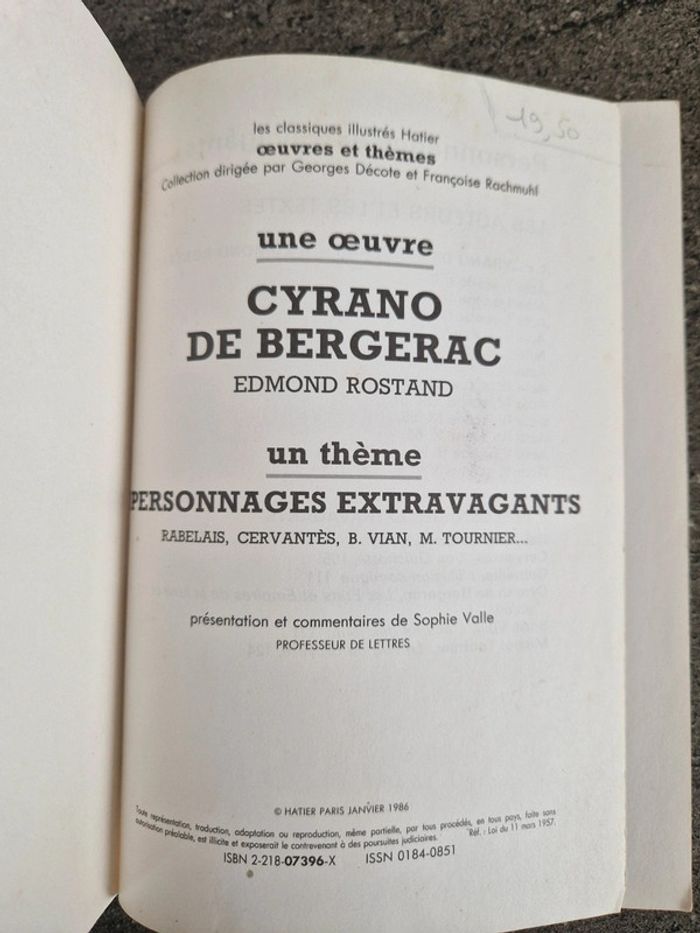 19,50
les classiques illustrés Hatier
œuvres et thèmes
Collection dirigée par Georges Décote et Françoise Rachmuhl
une œuvre
CYRANO
DE BERGERAC
EDMOND ROSTAND
un thème
PERSONNAGES EXTRAVAGANTS
RABELAIS, CERVANTÈS, B. VIAN, M. TOURNIER...
présentation et commentaires de Sophie Valle
PROFESSEUR DE LETTRES
© HATIER PARIS JANVIER 1986
Toute représentation, traduction, adaptation ou reproduction, même partielle, par tous procédés, en tous pays, faite sans
autorisation préalable, est illicite et exposerait le contrevenant à des poursuites judiciaires. Réf. : Loi du 11 mars 1957.
ISBN 2-218-07396-X ISSN 0184-0851